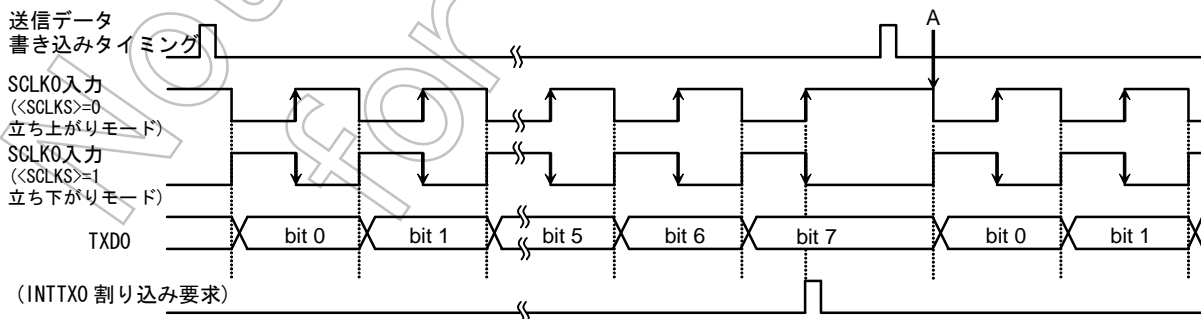 送信データ
書き込みタイミング
A
SCLK0入力
(<SCLKS>=0
立ち上がりモード)
SCLK0入力
(<SCLKS>=1
立ち下がりモード)
TXD0
bit 0
bit 1
bit 5
bit 6
bit 7
bit 0
bit 1
(INTTX0 割り込み要求)